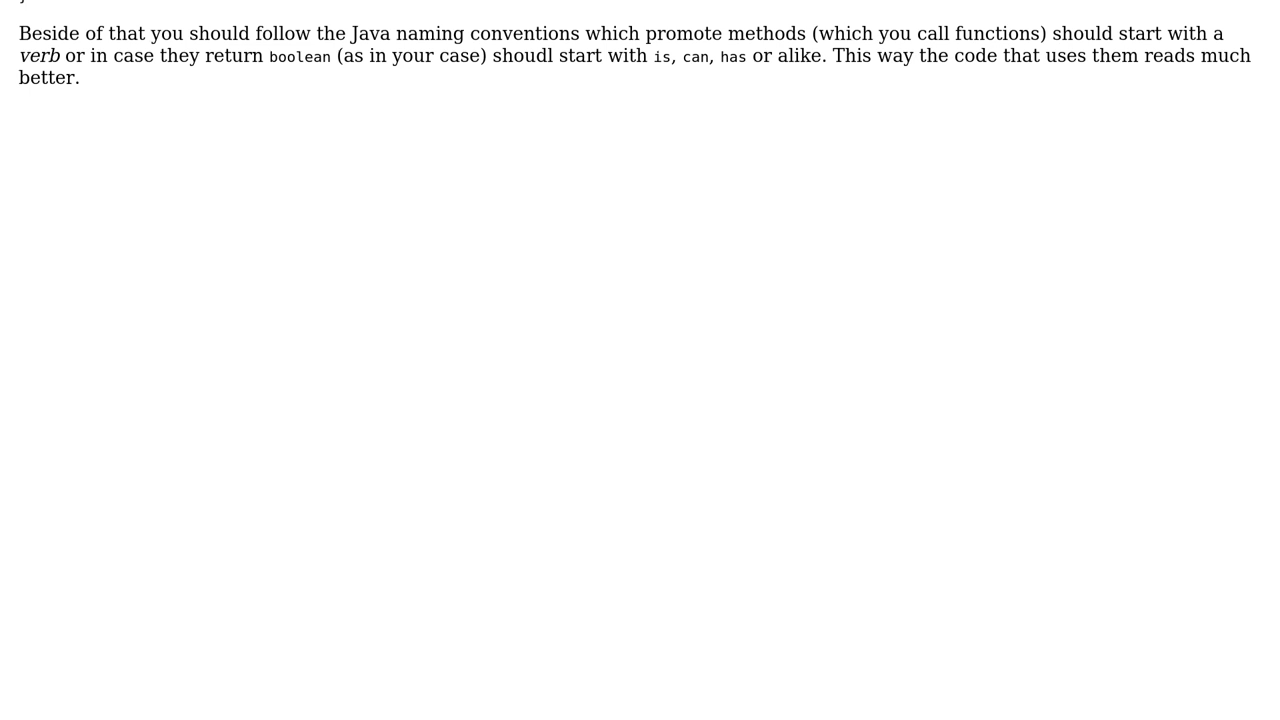 Beside of that you should follow the Java naming conventions which promote methods (which you call functions) should start with a
verb or in case they return boolean (as in your case) shoudl start with is, can, has or alike. This way the code that uses them reads much
better.